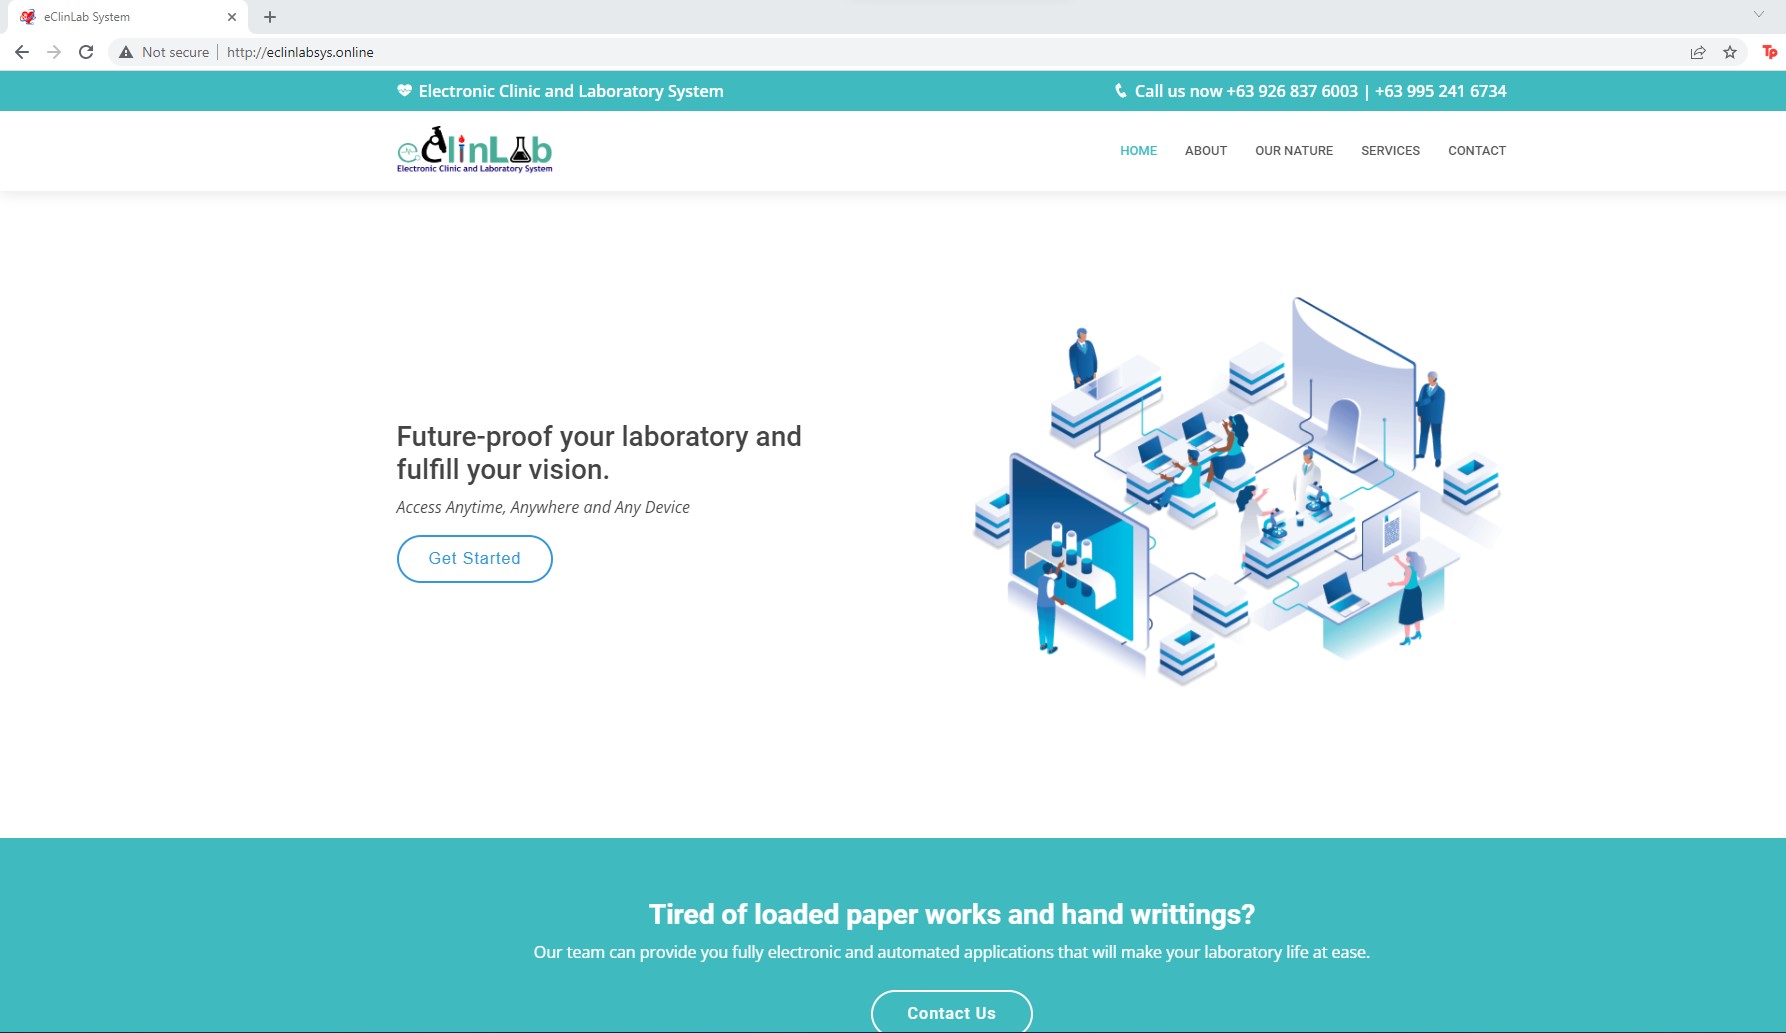 eClinLab System
Not secure | http://eclinlabsys.online
Tp
Electronic Clinic and Laboratory System
Call us now +63 926 837 6003 | +63 995 241 6734
eClinLab
Electronic Clinic and Laboratory System
HOME ABOUT OUR NATURE SERVICES CONTACT
Future-proof your laboratory and
fulfill your vision.
Access Anytime, Anywhere and Any Device
Get Started
Tired of loaded paper works and hand writtings?
Our team can provide you fully electronic and automated applications that will make your laboratory life at ease.
Contact Us